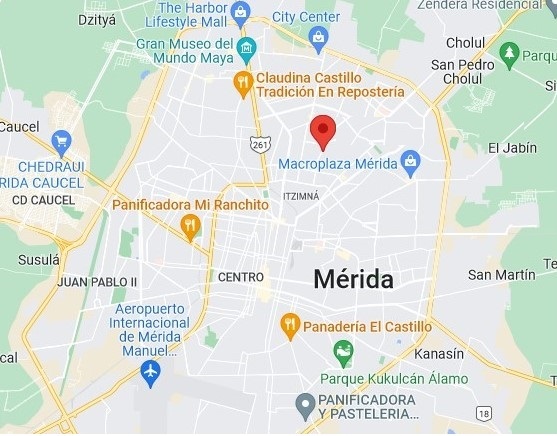 Zendera Residencial
The Harbor
Lifestyle Mall
Dzityá
City Center
Gran Museo del
Mundo Maya
Cholul
San Pedro
Cholul
Parque
Claudina Castillo
Tradición En Repostería
Caucel
261
El Jabín
CHEDRAUI
RIDA CAUCEL
CD CAUCEL
Macroplaza Mérida
ITZIMNÁ
Panificadora Mi Ranchito
Susulá
JUAN PABLO II
CENTRO
Mérida
San Martín
Aeropuerto
Internacional
de Mérida
Manuel...
Panadería El Castillo
Kanasín
cal
Parque Kukulcán Álamo
PANIFICADORA
Y PASTELERIA...
18